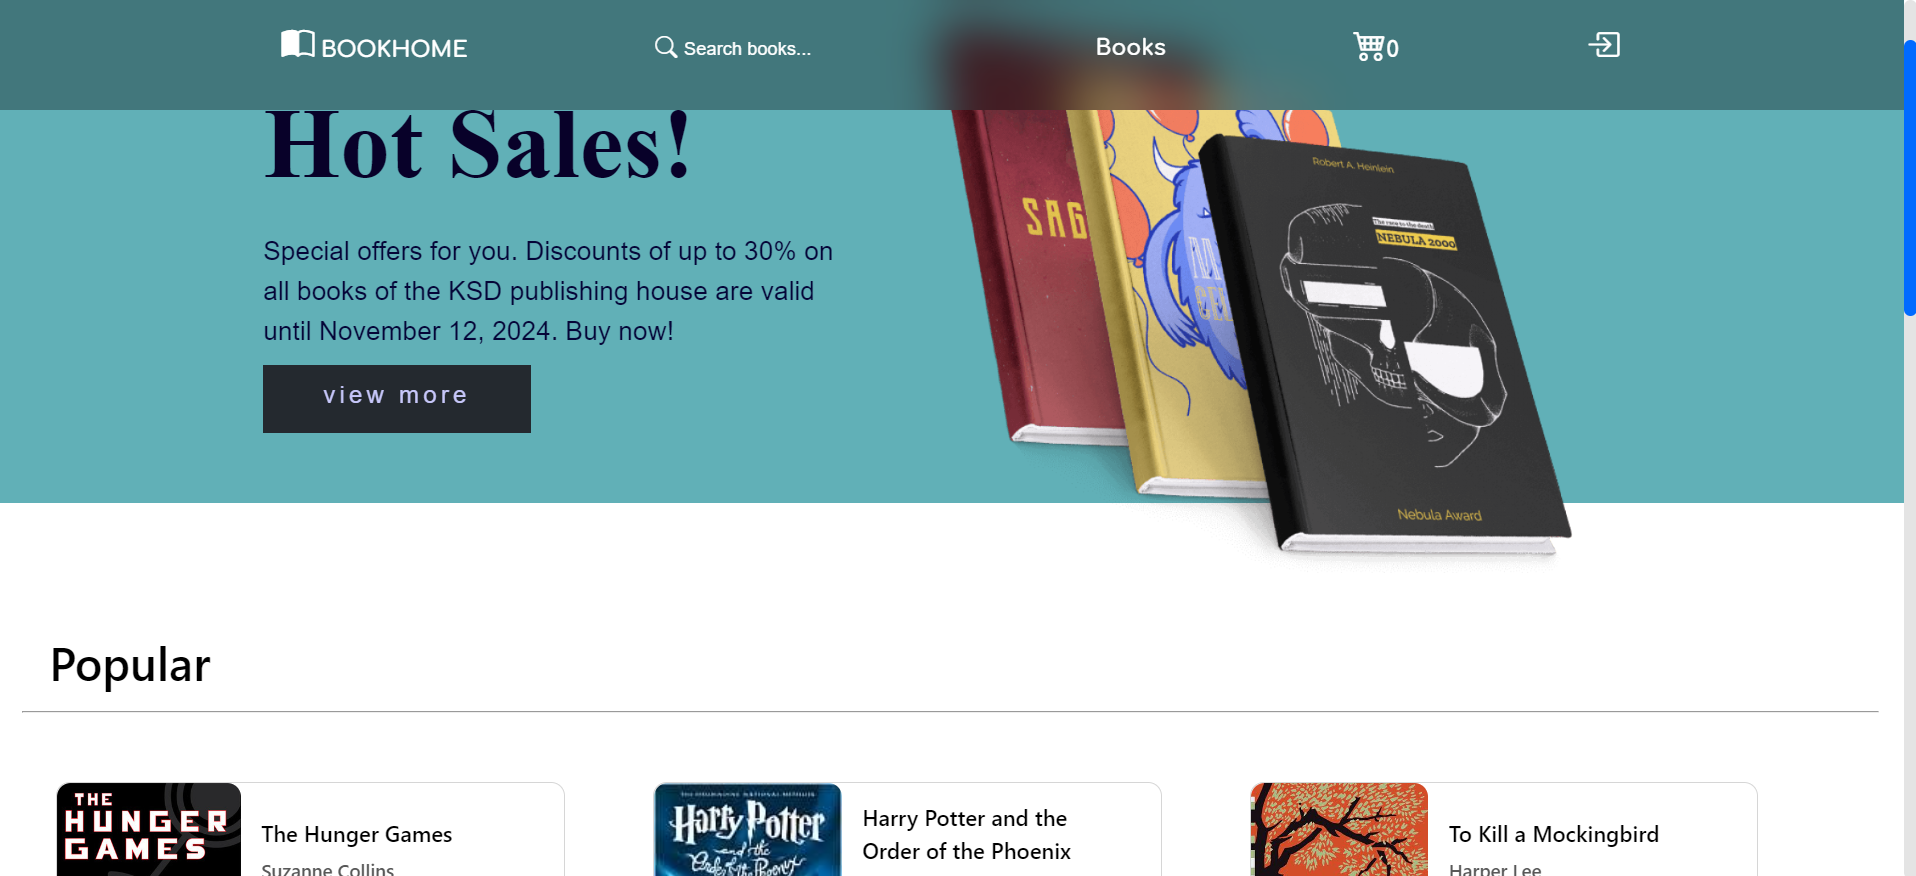 BOOKHOME
Search books...
Books
0
Hot Sales!
Special offers for you. Discounts of up to 30% on
all books of the KSD publishing house are valid
until November 12, 2024. Buy now!
view more
SAG
Robert A. Heinlein
The race to the death
NEBULA 2000
Nebula Award
Popular
THE
HUNGER
GAMES
The Hunger Games
Suzanne Collins
Harry Potter
and the
Order of the Phoenix
Harry Potter and the
Order of the Phoenix
To Kill a Mockingbird
Harper Lee